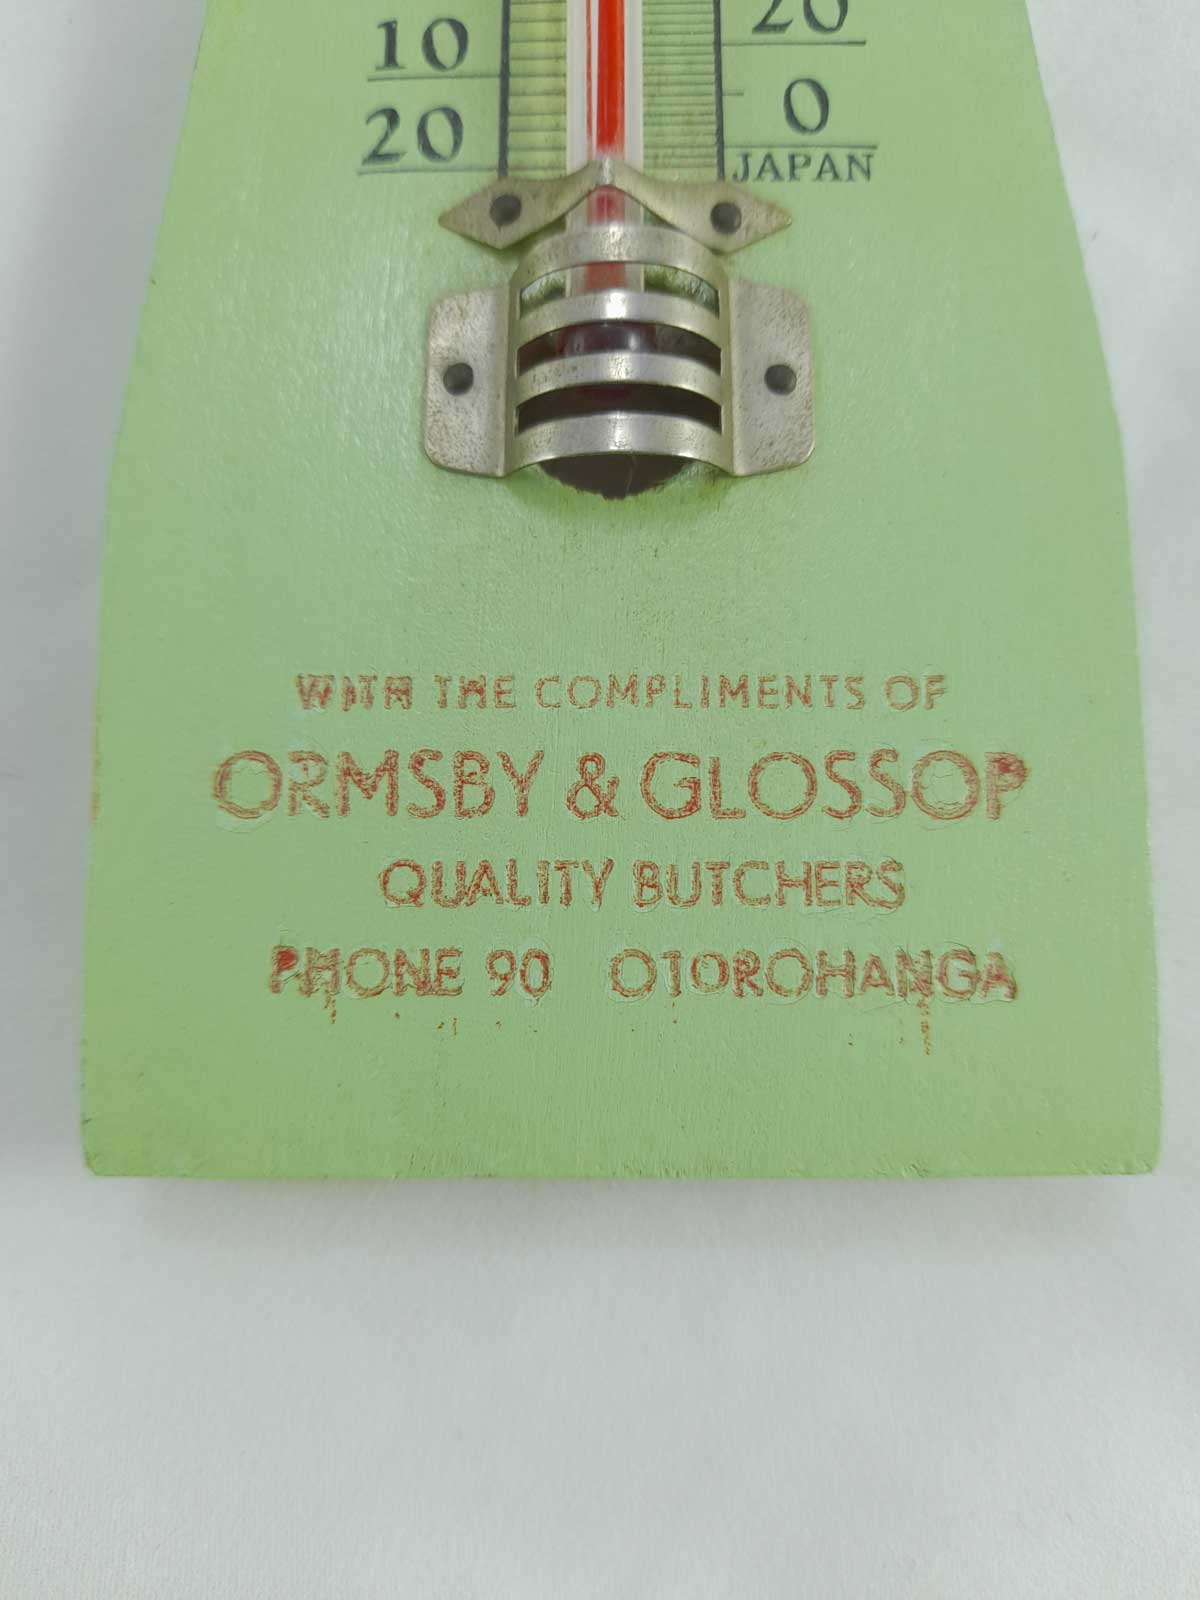 10 20
20 0
JAPAN
WITH THE COMPLIMENTS OF
ORMSBY & GLOSSOP
QUALITY BUTCHERS
PHONE 90 OTOROHANGA